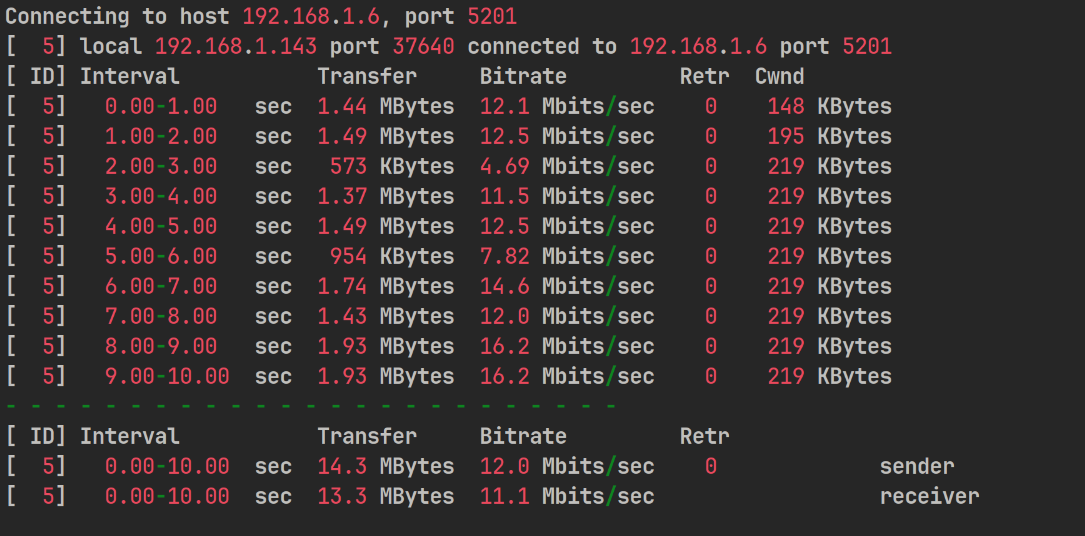 Connecting to host 192.168.1.6, port 5201
[  5] local 192.168.1.143 port 37640 connected to 192.168.1.6 port 5201
[ ID] Interval           Transfer     Bitrate         Retr  Cwnd
[  5]   0.00-1.00   sec  1.44 MBytes  12.1 Mbits/sec    0    148 KBytes
[  5]   1.00-2.00   sec  1.49 MBytes  12.5 Mbits/sec    0    195 KBytes
[  5]   2.00-3.00   sec   573 KBytes  4.69 Mbits/sec    0    219 KBytes
[  5]   3.00-4.00   sec  1.37 MBytes  11.5 Mbits/sec    0    219 KBytes
[  5]   4.00-5.00   sec  1.49 MBytes  12.5 Mbits/sec    0    219 KBytes
[  5]   5.00-6.00   sec   954 KBytes  7.82 Mbits/sec    0    219 KBytes
[  5]   6.00-7.00   sec  1.74 MBytes  14.6 Mbits/sec    0    219 KBytes
[  5]   7.00-8.00   sec  1.43 MBytes  12.0 Mbits/sec    0    219 KBytes
[  5]   8.00-9.00   sec  1.93 MBytes  16.2 Mbits/sec    0    219 KBytes
[  5]   9.00-10.00  sec  1.93 MBytes  16.2 Mbits/sec    0    219 KBytes
- - - - - - - - - - - - - - - - - - - - - - - - -
[ ID] Interval           Transfer     Bitrate         Retr
[  5]   0.00-10.00  sec  14.3 MBytes  12.0 Mbits/sec    0             sender
[  5]   0.00-10.00  sec  13.3 MBytes  11.1 Mbits/sec                  receiver